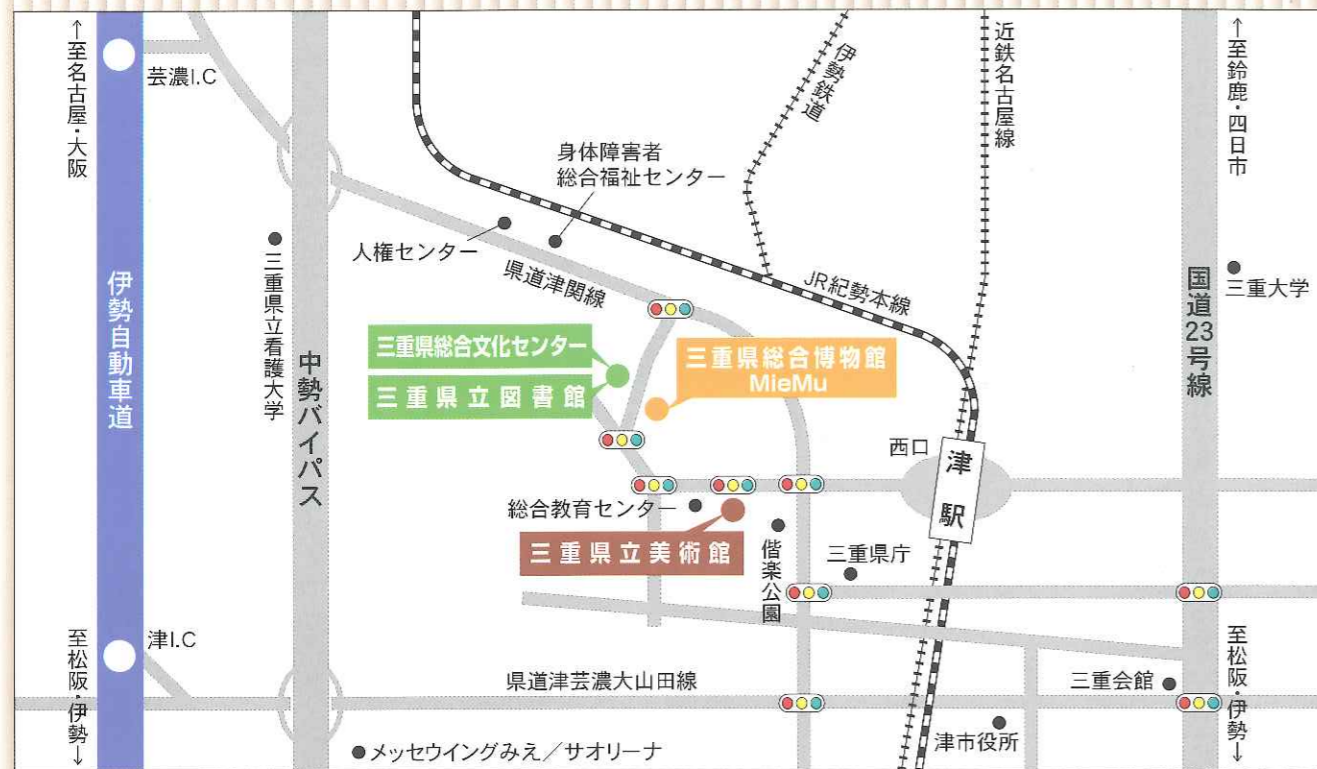 ↑至名古屋・大阪
芸濃I.C
伊勢自動車道
津I.C
至松阪・伊勢↓
三重県立看護大学
中勢バイパス
身体障害者
総合福祉センター
人権センター
県道津関線
伊勢鉄道
近鉄名古屋線
JR紀勢本線
↑至鈴鹿・四日市
国道23号線
三重大学
三重県総合文化センター
三重県立図書館
三重県総合博物館
MieMu
西口
津駅
総合教育センター
三重県立美術館
偕楽公園
三重県庁
県道津芸濃大山田線
三重会館
至松阪・伊勢↓
津市役所
メッセウイングみえ/サオリーナ